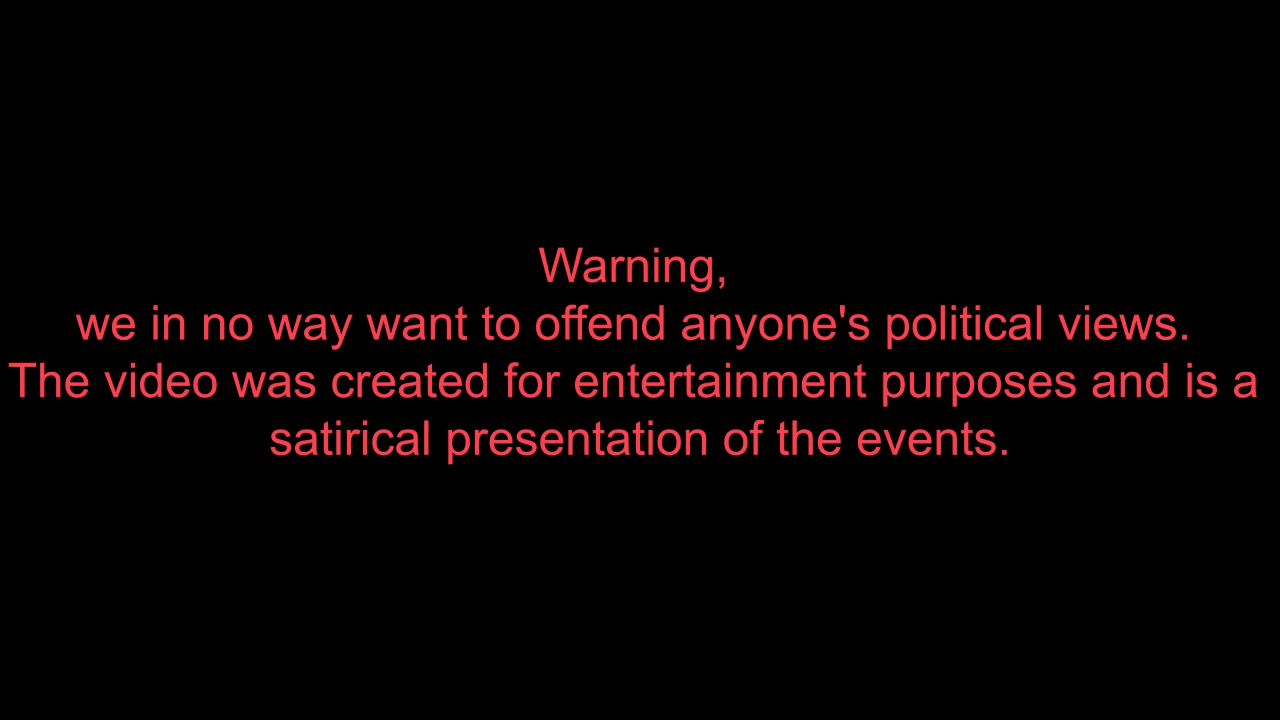 Warning,
we in no way want to offend anyone's political views.
The video was created for entertainment purposes and is a
satirical presentation of the events.